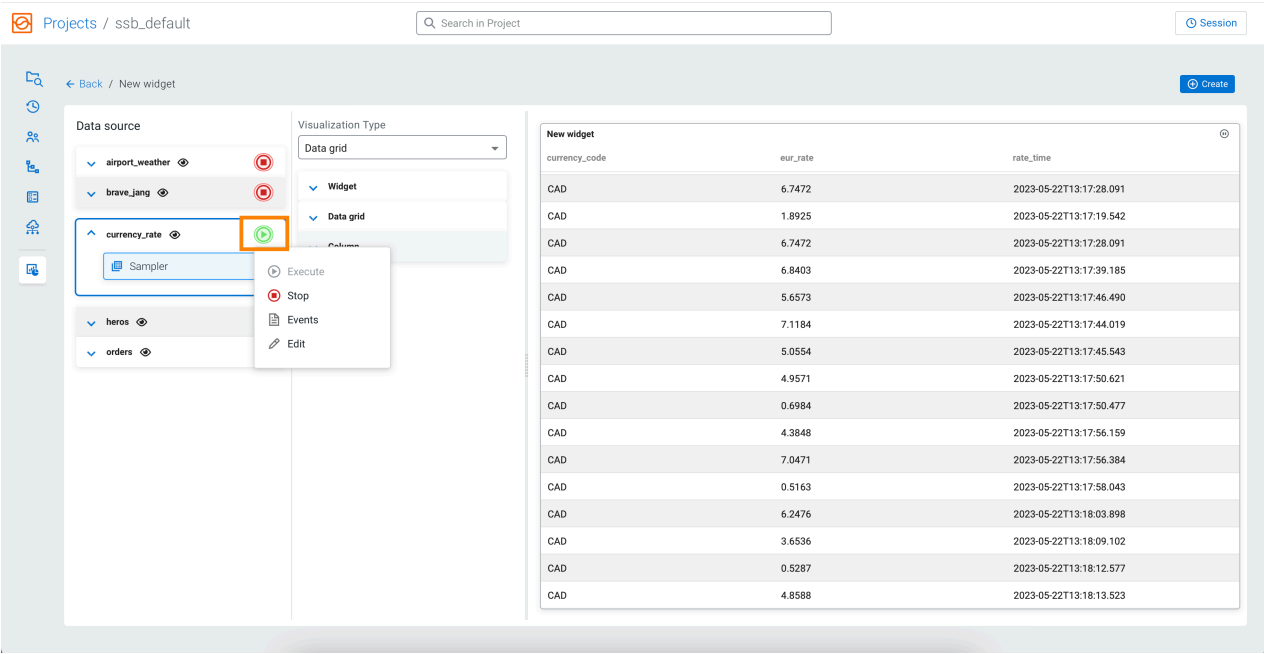 Projects / ssb_default
Search in Project
Session
Back / New widget
Create
Data source
airport_weather
brave_jang
currency_rate
Sampler
heros
orders
Execute
Stop
Events
Edit
Visualization Type
Data grid
Widget
Data grid
Column
New widget
currency_code eur_rate rate_time
CAD 6.7472 2023-05-22T13:17:28.091
CAD 1.8925 2023-05-22T13:17:19.542
CAD 6.7472 2023-05-22T13:17:28.091
CAD 6.8403 2023-05-22T13:17:39.185
CAD 5.6573 2023-05-22T13:17:46.490
CAD 7.1184 2023-05-22T13:17:44.019
CAD 5.0554 2023-05-22T13:17:45.543
CAD 4.9571 2023-05-22T13:17:50.621
CAD 0.6984 2023-05-22T13:17:50.477
CAD 4.3848 2023-05-22T13:17:56.159
CAD 7.0471 2023-05-22T13:17:56.384
CAD 0.5163 2023-05-22T13:17:58.043
CAD 6.2476 2023-05-22T13:18:03.898
CAD 3.6536 2023-05-22T13:18:09.102
CAD 0.5287 2023-05-22T13:18:12.577
CAD 4.8588 2023-05-22T13:18:13.523